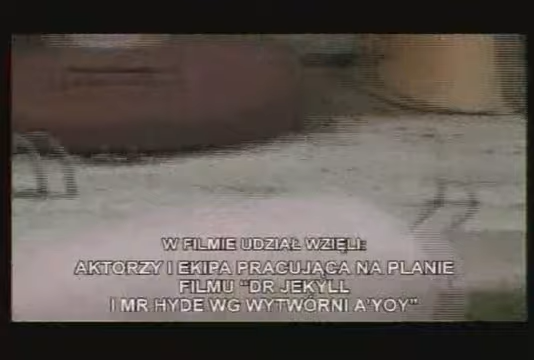 W FILMIE UDZIAŁ WZIĘLI:
AKTORZY I EKIPA PRACUJĄCA NA PLANIE
FILMU "DR JEKYLL
I MR HYDE WG WYTWÓRNI A'YOY"